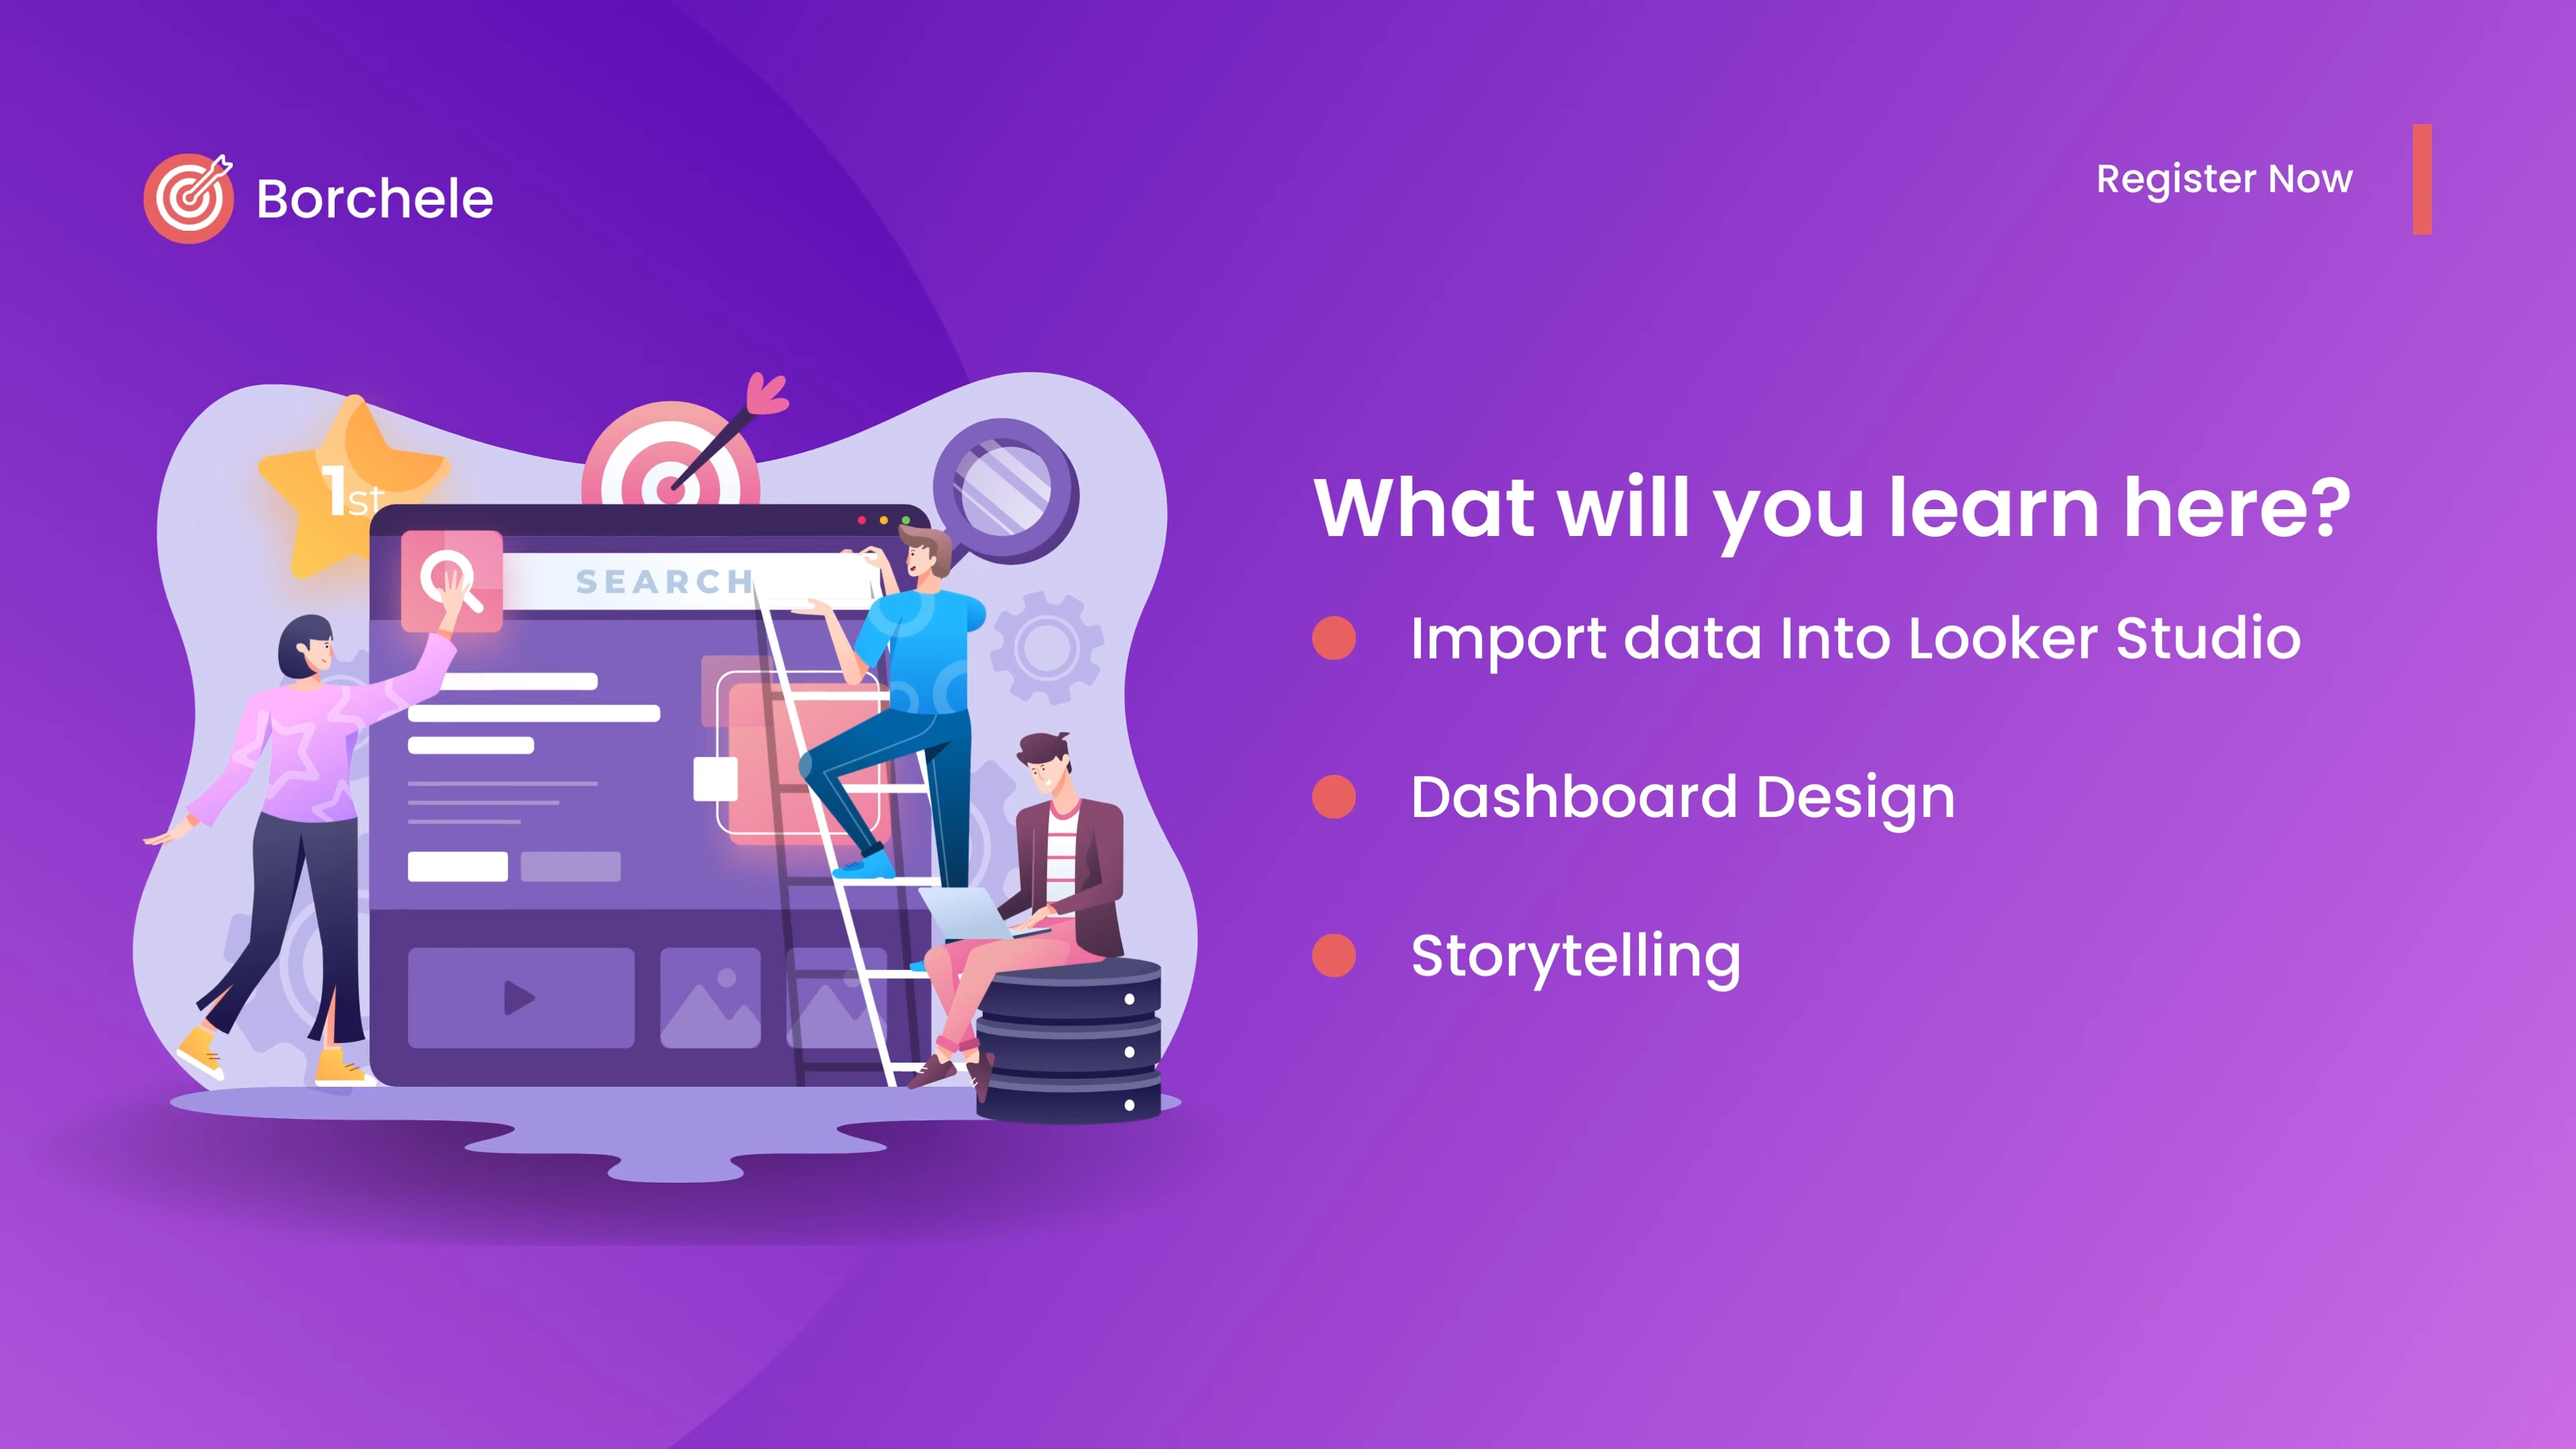 Borchele
Register Now
1st
SEARCH
What will you learn here?
Import data Into Looker Studio
Dashboard Design
Storytelling